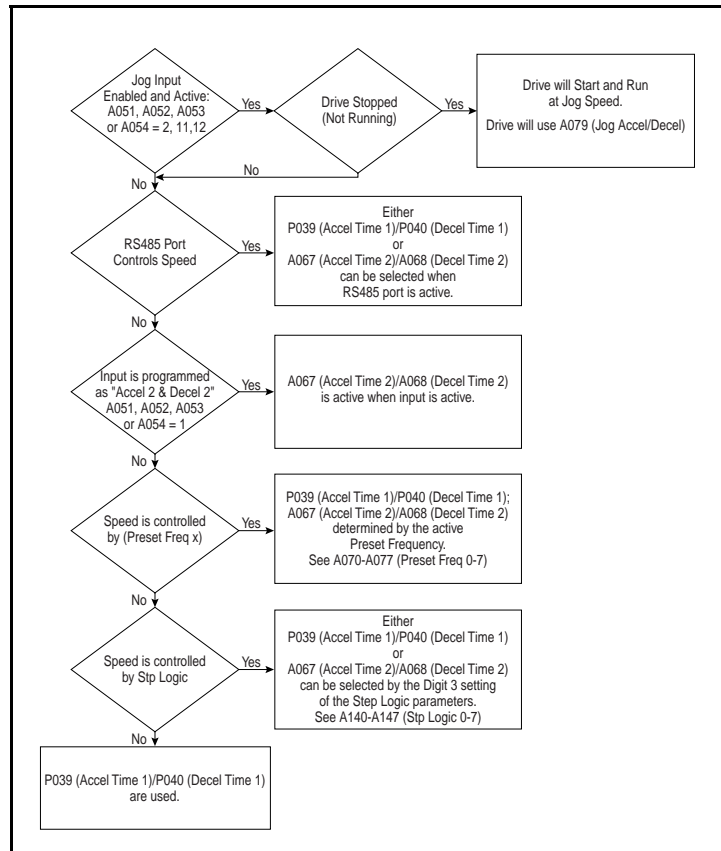 Jog Input
Enabled and Active:
A051, A052, A053
or A054 = 2, 11,12
Yes
Drive Stopped
(Not Running)
Yes
Drive will Start and Run
at Jog Speed.
Drive will use A079 (Jog Accel/Decel)
No
No
RS485 Port
Controls Speed
Yes
Either
P039 (Accel Time 1)/P040 (Decel Time 1)
or
A067 (Accel Time 2)/A068 (Decel Time 2)
can be selected when
RS485 port is active.
No
Input is programmed
as "Accel 2 & Decel 2"
A051, A052, A053
or A054 = 1
Yes
A067 (Accel Time 2)/A068 (Decel Time 2)
is active when input is active.
No
Speed is controlled
by (Preset Freq x)
Yes
P039 (Accel Time 1)/P040 (Decel Time 1);
A067 (Accel Time 2)/A068 (Decel Time 2)
determined by the active
Preset Frequency.
See A070-A077 (Preset Freq 0-7)
No
Speed is controlled
by Stp Logic
Yes
Either
P039 (Accel Time 1)/P040 (Decel Time 1)
or
A067 (Accel Time 2)/A068 (Decel Time 2)
can be selected by the Digit 3 setting
of the Step Logic parameters.
See A140-A147 (Stp Logic 0-7)
No
P039 (Accel Time 1)/P040 (Decel Time 1)
are used.